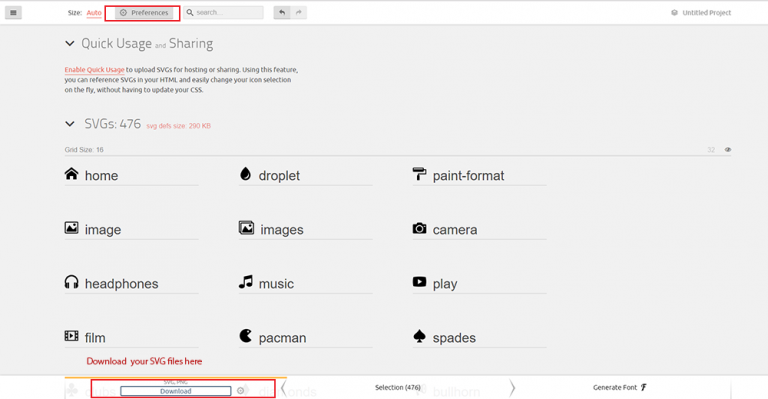 Size: Auto Preferences search... Untitled Project
Quick Usage and Sharing
Enable Quick Usage to upload SVGs for hosting or sharing. Using this feature,
you can reference SVGs in your HTML and easily change your icon selection
on the fly, without having to update your CSS.
SVGs: 476 svg defs size: 290 KB
Grid Size: 16 32
home droplet paint-format
image images camera
headphones music play
film pacman spades
Download your SVG files here
SVG, PNG
Download Selection (476) Generate Font
bullhorn